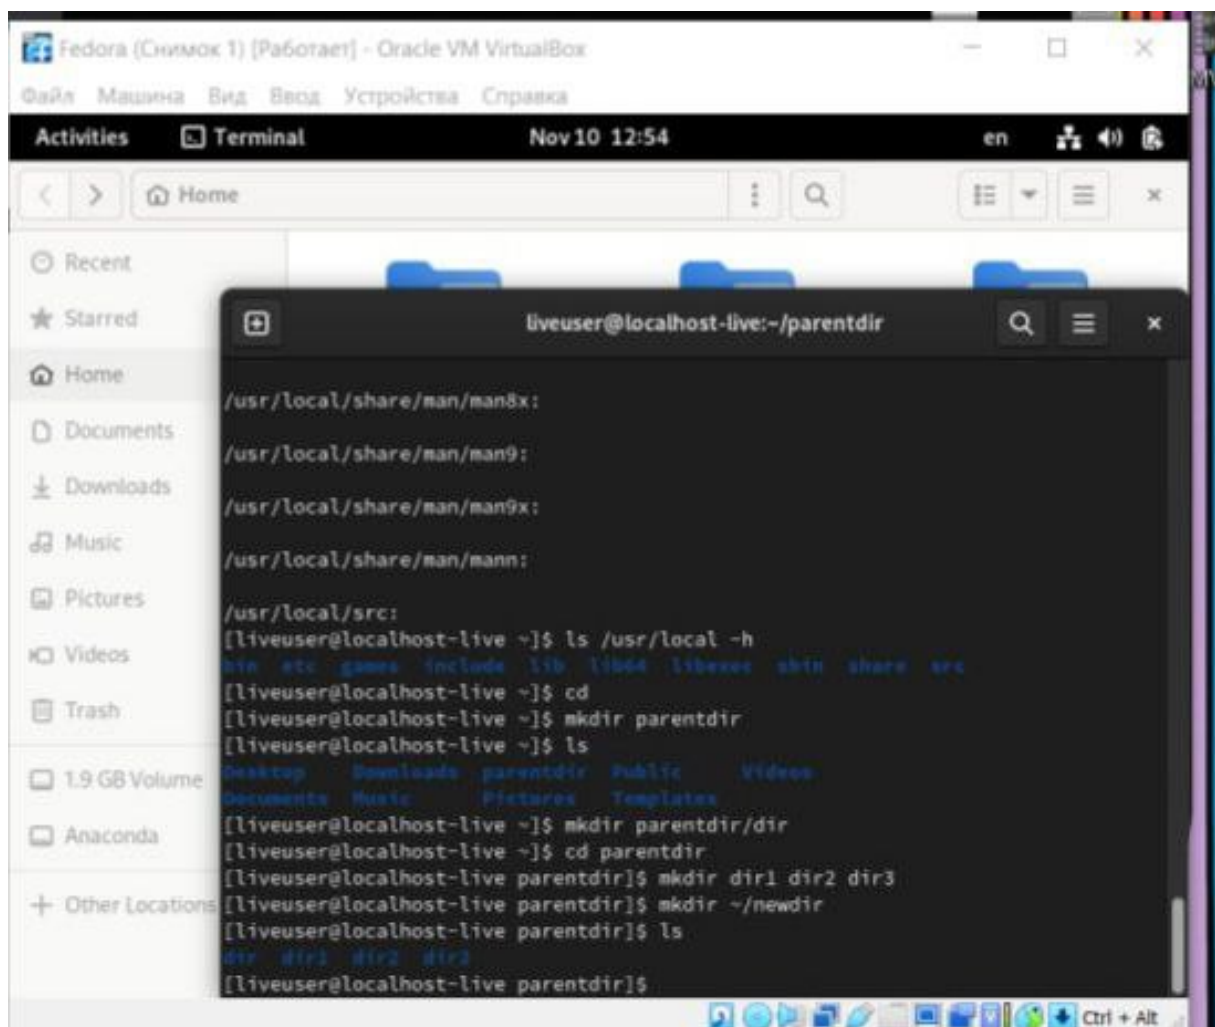 Fedora (Снимок 1) [Работает] - Oracle VM VirtualBox
Файл Машина Вид Ввод Устройства Справка
Activities Terminal Nov 10 12:54 en
Home
Recent
Starred
Home
Documents
Downloads
Music
Pictures
Videos
Trash
1.9 GB Volume
Anaconda
Other Locations
liveuser@localhost-live:~/parentdir
/usr/local/share/man/man8x:
/usr/local/share/man/man9:
/usr/local/share/man/man9x:
/usr/local/share/man/mann:
/usr/local/src:
[liveuser@localhost-live ~]$ ls /usr/local -h
bin etc games include lib lib64 libexec sbin share src
[liveuser@localhost-live ~]$ cd
[liveuser@localhost-live ~]$ mkdir parentdir
[liveuser@localhost-live ~]$ ls
Desktop Downloads parentdir Public Videos
Documents Music Pictures Templates
[liveuser@localhost-live ~]$ mkdir parentdir/dir
[liveuser@localhost-live ~]$ cd parentdir
[liveuser@localhost-live parentdir]$ mkdir dir1 dir2 dir3
[liveuser@localhost-live parentdir]$ mkdir ~/newdir
[liveuser@localhost-live parentdir]$ ls
dir dir1 dir2 dir3
[liveuser@localhost-live parentdir]$
Ctrl + Alt